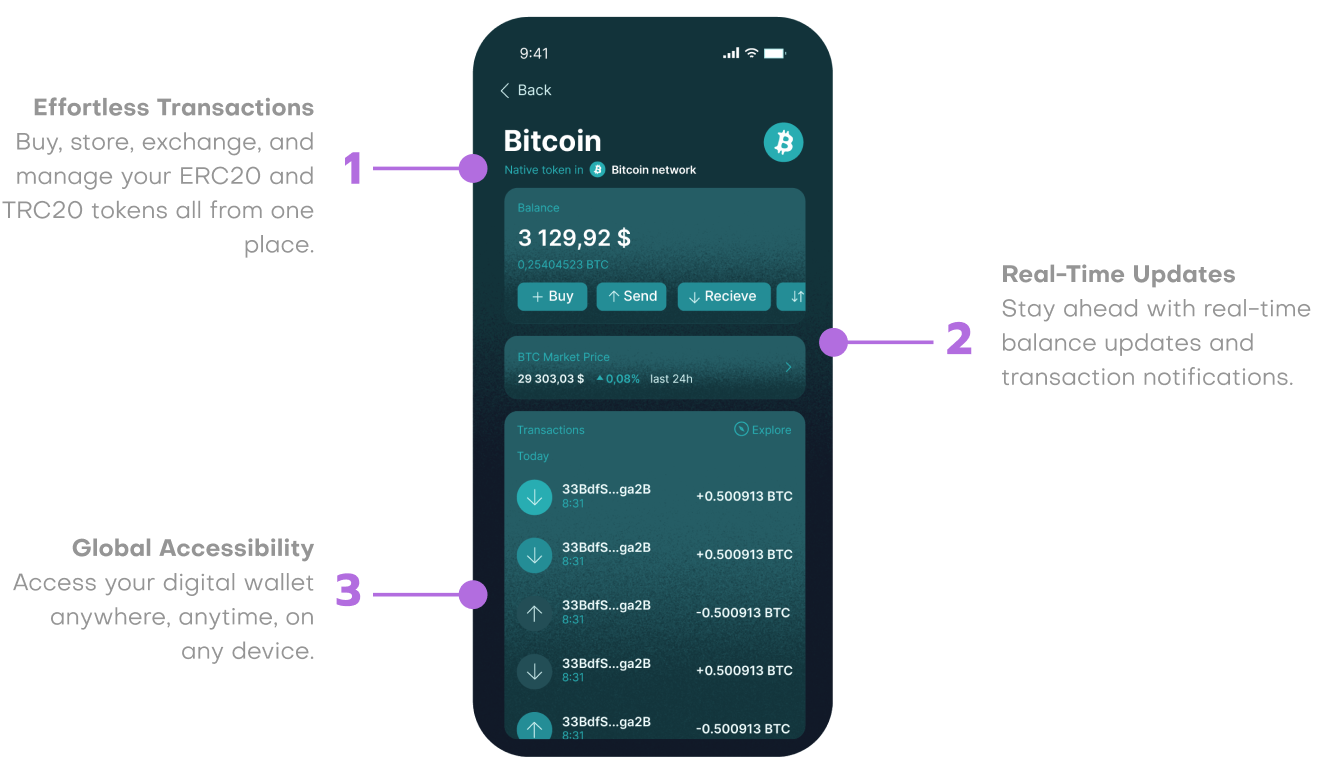 Effortless Transactions
Buy, store, exchange, and
manage your ERC20 and
TRC20 tokens all from one
place.
1
Global Accessibility
Access your digital wallet
anywhere, anytime, on
any device.
3
9:41
Back
Bitcoin
Native token in Bitcoin network
Balance
3 129,92 $
0,25404523 BTC
+ Buy
Send
Recieve
BTC Market Price
29 303,03 $ 0,08% last 24h
Transactions
Explore
Today
33BdfS...ga2B +0.500913 BTC
8:31
33BdfS...ga2B +0.500913 BTC
8:31
33BdfS...ga2B -0.500913 BTC
8:31
33BdfS...ga2B +0.500913 BTC
8:31
33BdfS...ga2B -0.500913 BTC
8:31
2
Real-Time Updates
Stay ahead with real-time
balance updates and
transaction notifications.